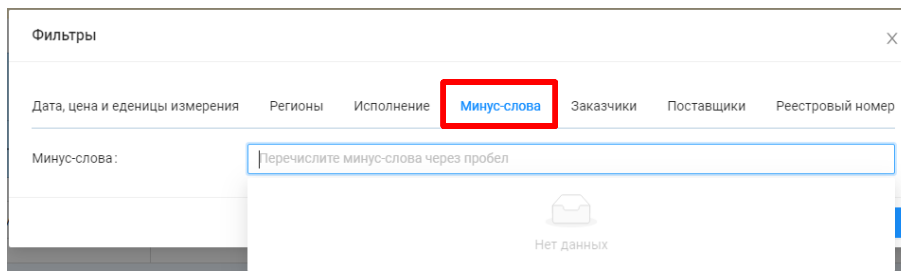 Фильтры
Дата, цена и еденицы измерения Регионы Исполнение Минус-слова Заказчики Поставщики Реестровый номер
Минус-слова: Перечислите минус-слова через пробел
Нет данных